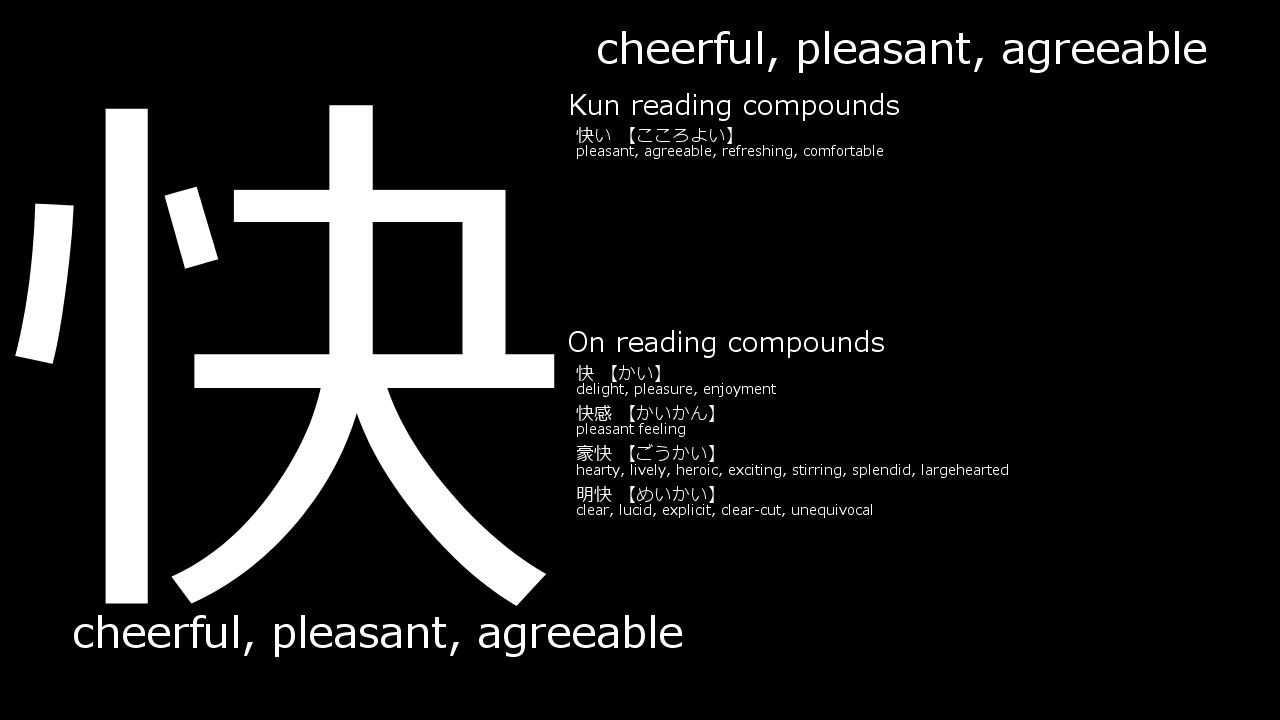 cheerful, pleasant, agreeable
快
Kun reading compounds
快い 【こころよい】
pleasant, agreeable, refreshing, comfortable
On reading compounds
快 【かい】
delight, pleasure, enjoyment
快感 【かいかん】
pleasant feeling
豪快 【ごうかい】
hearty, lively, heroic, exciting, stirring, splendid, largehearted
明快 【めいかい】
clear, lucid, explicit, clear-cut, unequivocal
cheerful, pleasant, agreeable